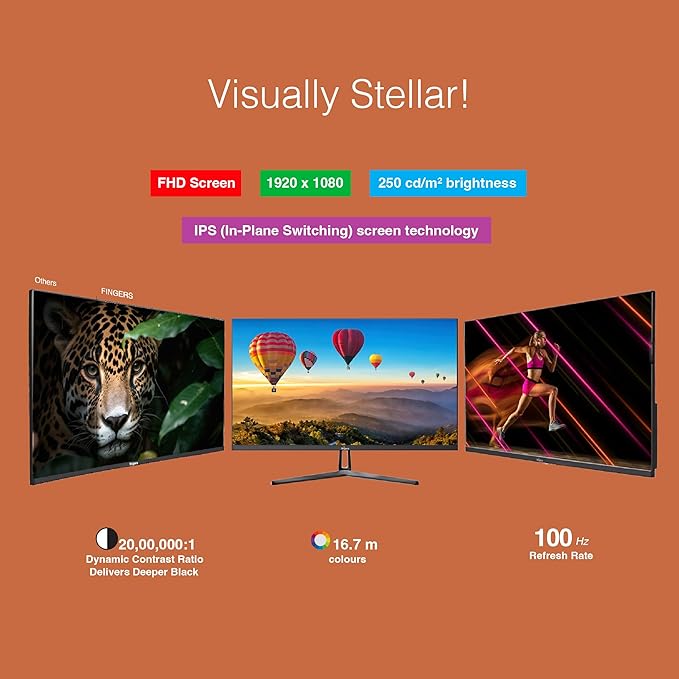 Visually Stellar!
FHD Screen
1920 x 1080
250 cd/m² brightness
IPS (In-Plane Switching) screen technology
Others
FINGERS
20,00,000:1
Dynamic Contrast Ratio
Delivers Deeper Black
16.7 m
colours
100 Hz
Refresh Rate